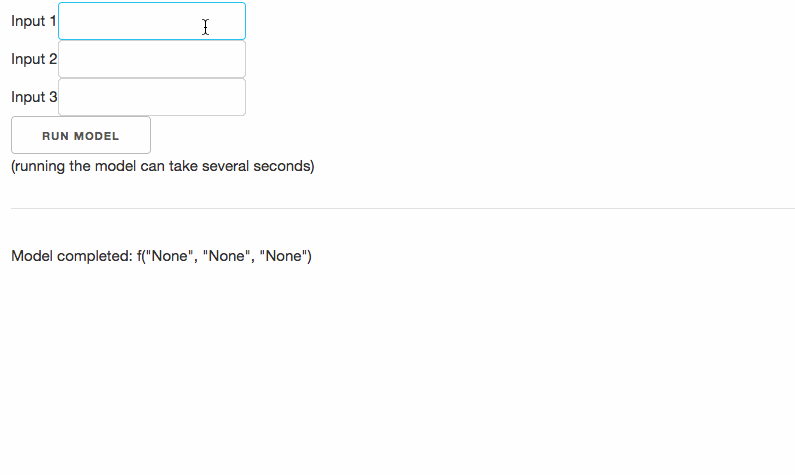 Input 1
Input 2
Input 3
RUN MODEL
(running the model can take several seconds)
Model completed: f("None", "None", "None")